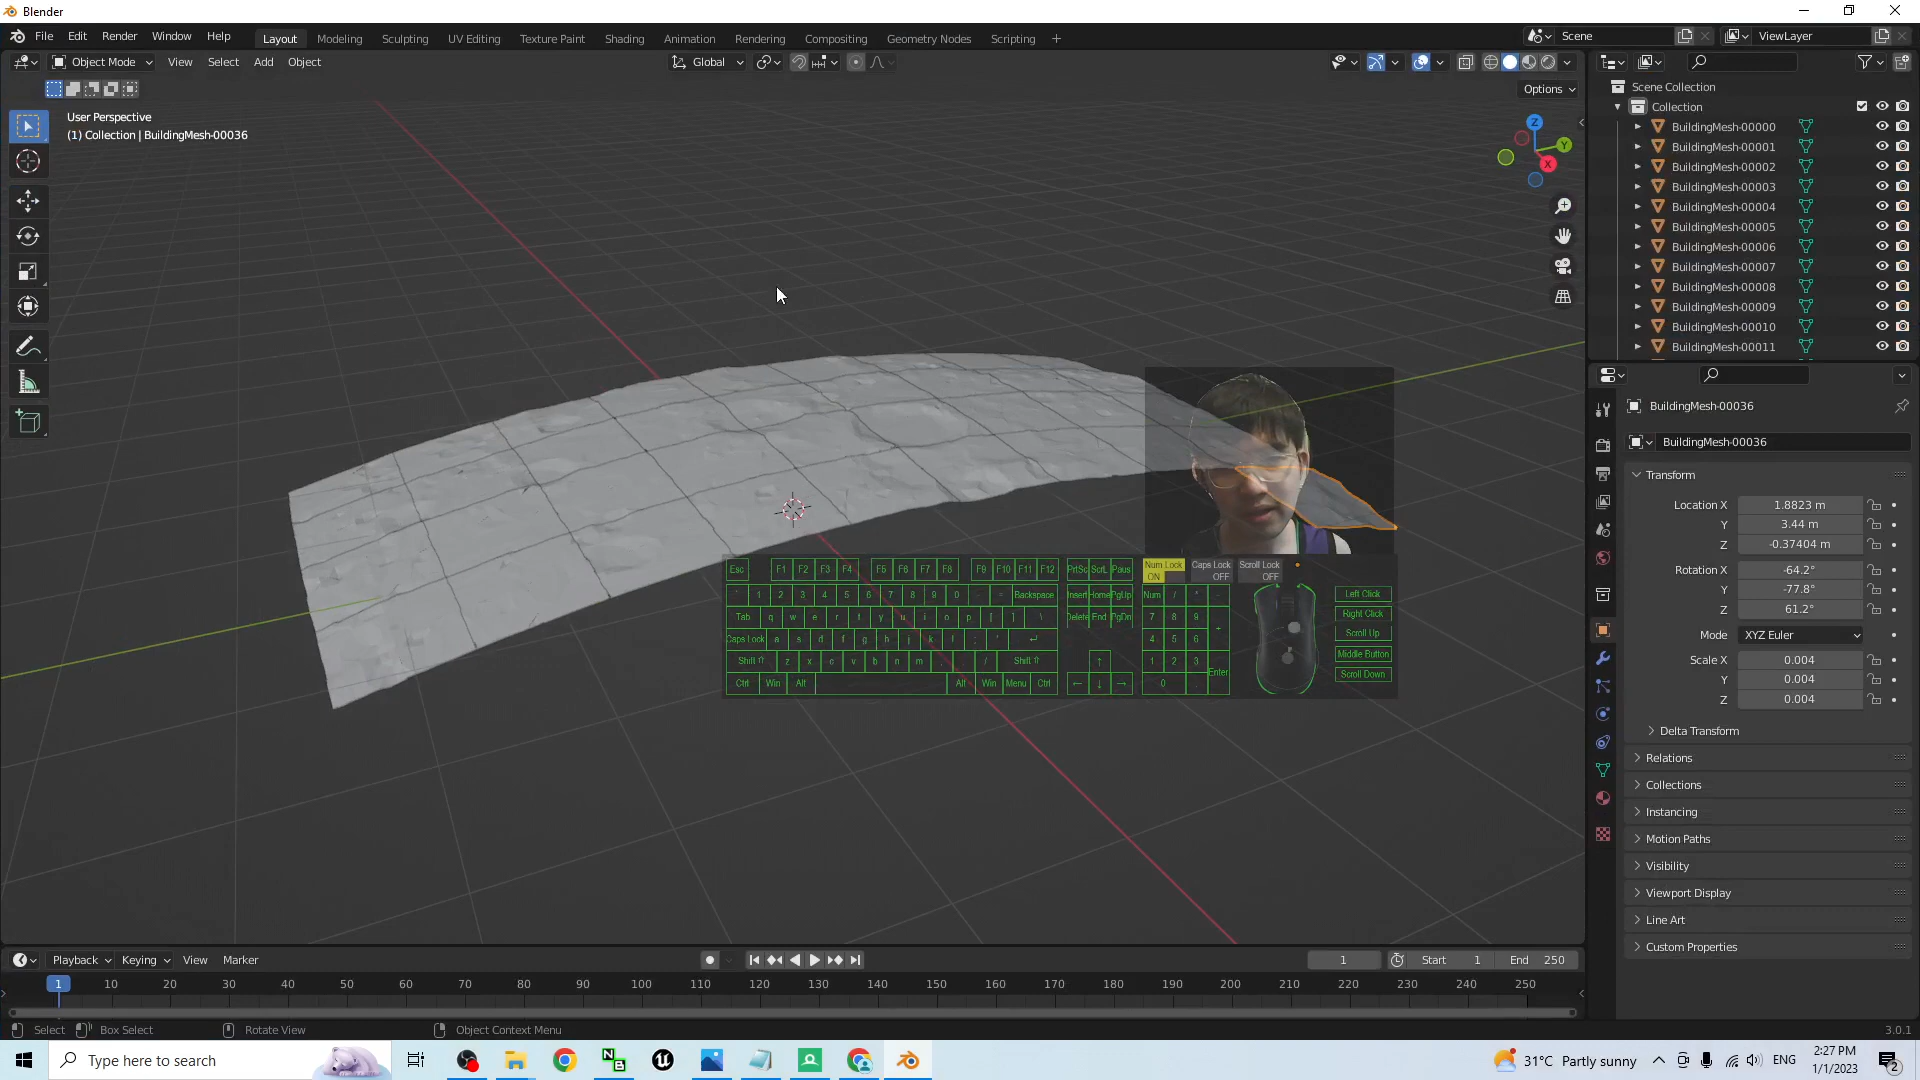 Blender
File Edit Render Window Help
Layout Modeling Sculpting UV Editing Texture Paint Shading Animation Rendering Compositing Geometry Nodes Scripting +
Scene
ViewLayer
Object Mode View Select Add Object
Global
Options
User Perspective
(1) Collection | BuildingMesh-00036
Z
Y
X
Scene Collection
Collection
BuildingMesh-00000
BuildingMesh-00001
BuildingMesh-00002
BuildingMesh-00003
BuildingMesh-00004
BuildingMesh-00005
BuildingMesh-00006
BuildingMesh-00007
BuildingMesh-00008
BuildingMesh-00009
BuildingMesh-00010
BuildingMesh-00011
BuildingMesh-00036
BuildingMesh-00036
Transform
Location X 1.8823 m
Y 3.44 m
Z -0.37404 m
Rotation X -64.2°
Y -77.8°
Z 61.2°
Mode XYZ Euler
Scale X 0.004
Y 0.004
Z 0.004
Delta Transform
Relations
Collections
Instancing
Motion Paths
Visibility
Viewport Display
Line Art
Custom Properties
Esc F1 F2 F3 F4 F5 F6 F7 F8 F9 F10 F11 F12 PrtSc ScrL Paus
Num Lock ON Caps Lock OFF Scroll Lock OFF
` 1 2 3 4 5 6 7 8 9 0 - = Backspace Insert Home PgUp Num / * -
Tab q w e r t y u i o p [ ] \ Delete End PgDn 7 8 9 +
Caps Lock a s d f g h j k l ; ' ↵ 4 5 6
Shift ⇧ z x c v b n m , . / Shift ⇧ ↑ 1 2 3 Enter
Ctrl Win Alt Alt Win Menu Ctrl ← ↓ → 0 .
Left Click
Right Click
Scroll Up
Middle Button
Scroll Down
Playback Keying View Marker
1 Start 1 End 250
1 10 20 30 40 50 60 70 80 90 100 110 120 130 140 150 160 170 180 190 200 210 220 230 240 250
Select Box Select Rotate View Object Context Menu 3.0.1
Type here to search
31°C Partly sunny ENG 2:27 PM
1/1/2023
2